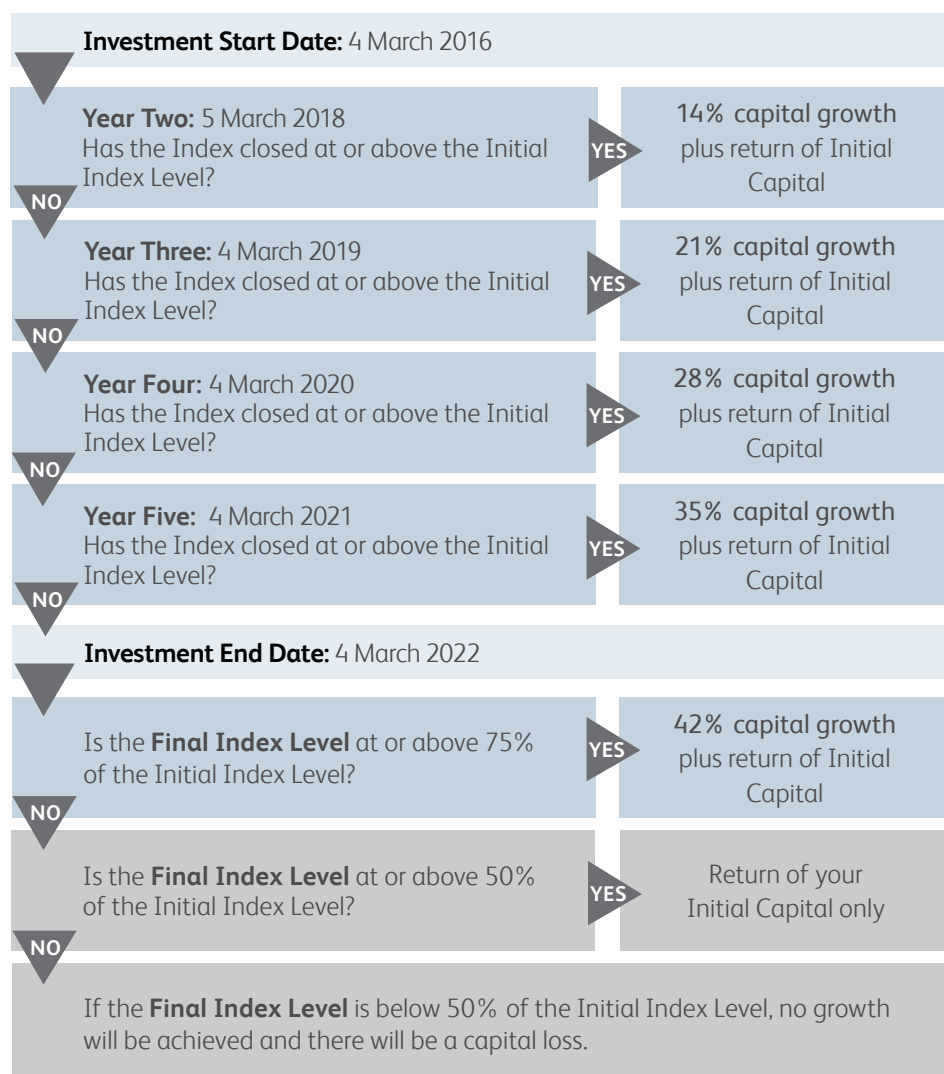 Investment Start Date: 4 March 2016
Year Two: 5 March 2018
Has the Index closed at or above the Initial
Index Level?
YES
14% capital growth
plus return of Initial
Capital
NO
Year Three: 4 March 2019
Has the Index closed at or above the Initial
Index Level?
YES
21% capital growth
plus return of Initial
Capital
NO
Year Four: 4 March 2020
Has the Index closed at or above the Initial
Index Level?
YES
28% capital growth
plus return of Initial
Capital
NO
Year Five: 4 March 2021
Has the Index closed at or above the Initial
Index Level?
YES
35% capital growth
plus return of Initial
Capital
NO
Investment End Date: 4 March 2022
Is the Final Index Level at or above 75%
of the Initial Index Level?
YES
42% capital growth
plus return of Initial
Capital
NO
Is the Final Index Level at or above 50%
of the Initial Index Level?
YES
Return of your
Initial Capital only
NO
If the Final Index Level is below 50% of the Initial Index Level, no growth
will be achieved and there will be a capital loss.